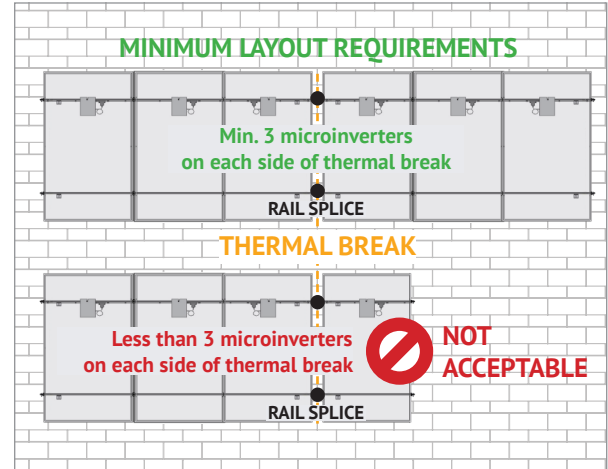 MINIMUM LAYOUT REQUIREMENTS
Min. 3 microinverters
on each side of thermal break
RAIL SPLICE
THERMAL BREAK
Less than 3 microinverters
on each side of thermal break
NOT
ACCEPTABLE
RAIL SPLICE